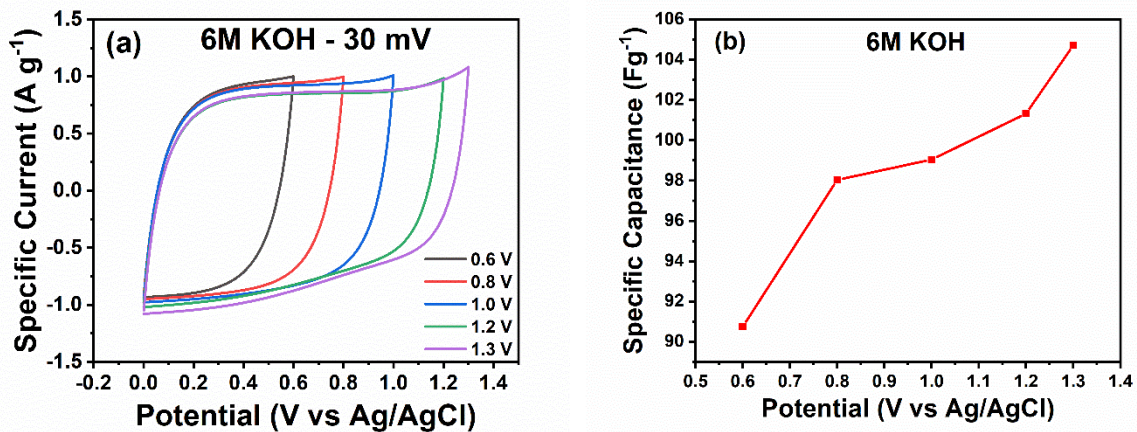 (a)
6M KOH - 30 mV
Specific Current (A g⁻¹)
1.5
1.0
0.5
0.0
-0.5
-1.0
-1.5
0.6 V
0.8 V
1.0 V
1.2 V
1.3 V
-0.2 0.0 0.2 0.4 0.6 0.8 1.0 1.2 1.4
Potential (V vs Ag/AgCl)
(b)
6M KOH
Specific Capacitance (Fg⁻¹)
106
104
102
100
98
96
94
92
90
0.5 0.6 0.7 0.8 0.9 1.0 1.1 1.2 1.3 1.4
Potential (V vs Ag/AgCl)